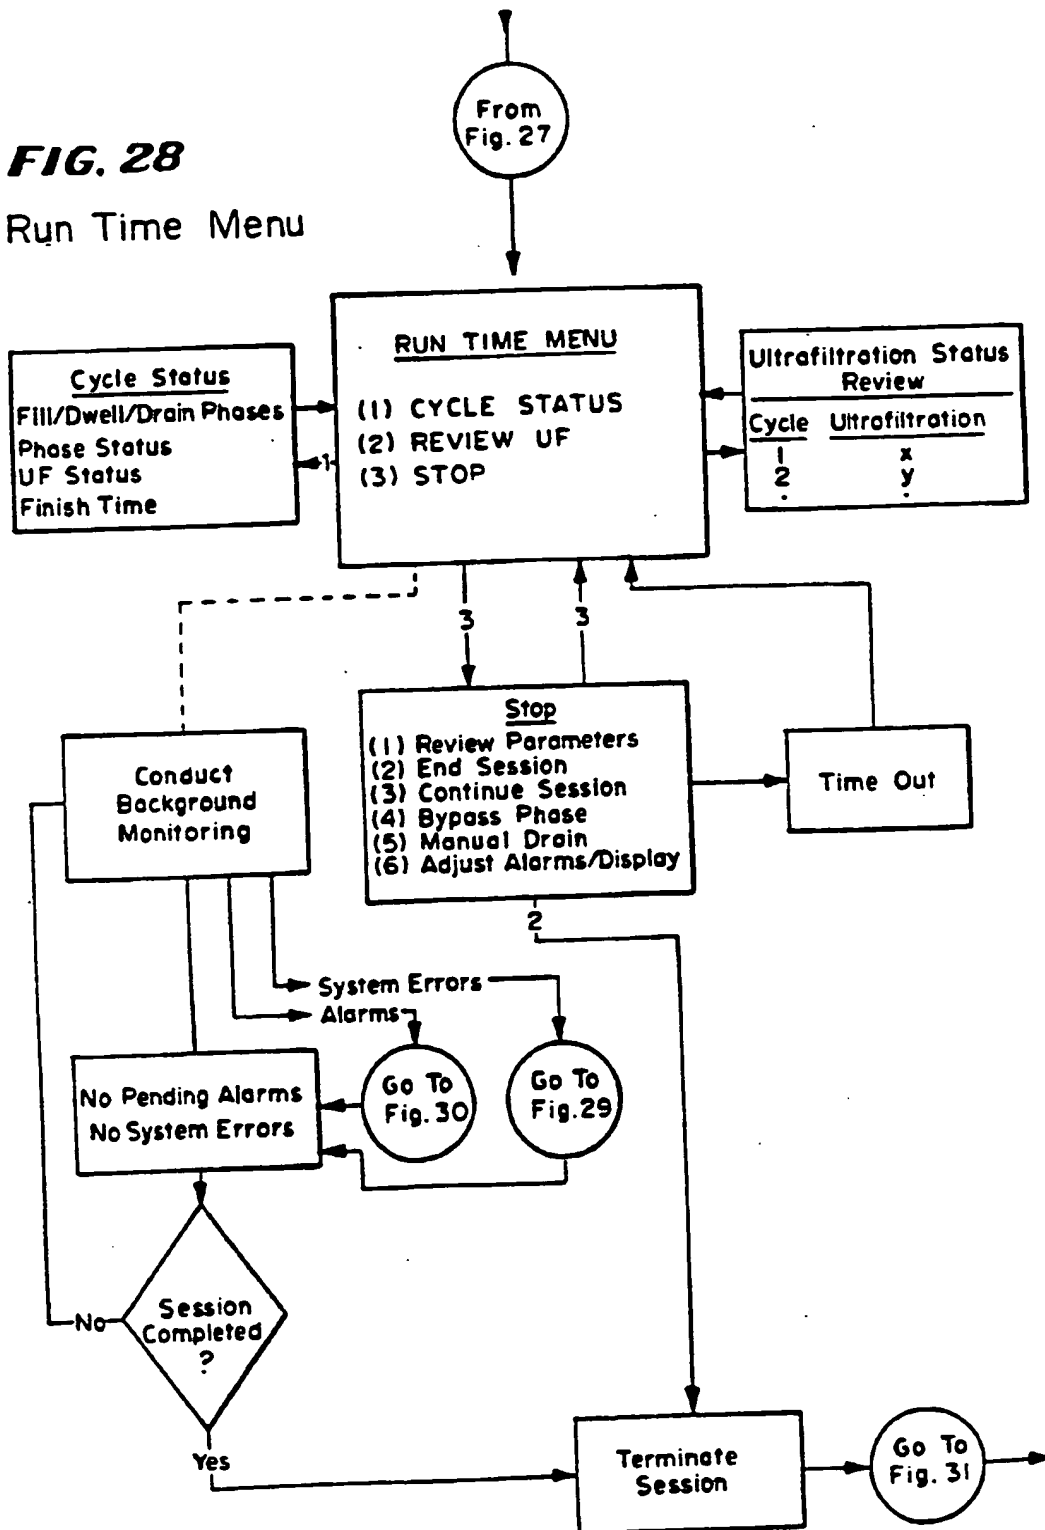 From
Fig. 27
FIG. 28
Run Time Menu
RUN TIME MENU
(1) CYCLE STATUS
(2) REVIEW UF
(3) STOP
Cycle Status
Fill/Dwell/Drain Phases
Phase Status
UF Status
Finish Time
1
Ultrafiltration Status
Review
Cycle Ultrafiltration
1 x
2 y
. .
3
3
Stop
(1) Review Parameters
(2) End Session
(3) Continue Session
(4) Bypass Phase
(5) Manual Drain
(6) Adjust Alarms/Display
Time Out
Conduct
Background
Monitoring
2
System Errors
Alarms
No Pending Alarms
No System Errors
Go To
Fig. 30
Go To
Fig. 29
Session
Completed
?
No
Yes
Terminate
Session
Go To
Fig. 31